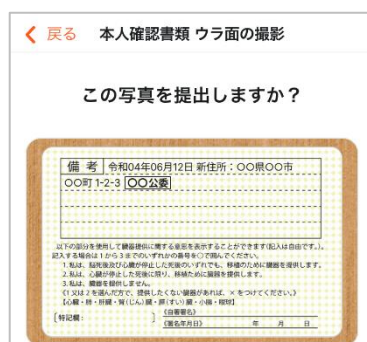 戻る 本人確認書類 ウラ面の撮影
この写真を提出しますか？
備 考 令和04年06月12日 新住所：〇〇県〇〇市
〇〇町1-2-3 〇〇公委
以下の部分を使用して臓器提供に関する意思を表示することができます(記入は自由です。)。
記入する場合は1から3までのいずれかの番号を〇で囲んでください。
1.私は、脳死後及び心臓が停止した死後のいずれでも、移植のために臓器を提供します。
2.私は、心臓が停止した死後に限り、移植のために臓器を提供します。
3.私は、臓器を提供しません。
《1又は2を選んだ方で、提供したくない臓器があれば、×をつけてください。》
【心臓・肺・肝臓・腎(じん)臓・膵(すい)臓・小腸・眼球】
[特記欄： ] 《自署署名》
《署名年月日》 年 月 日